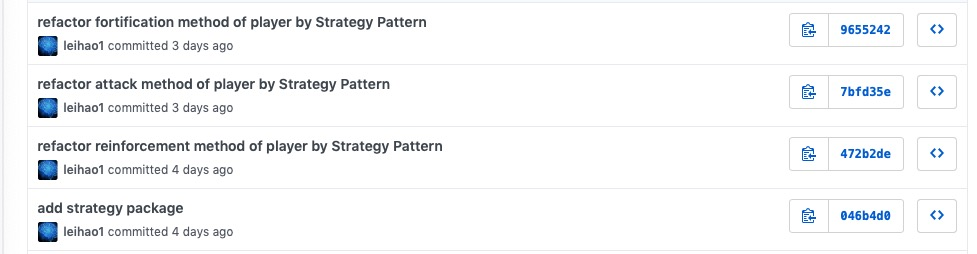 refactor fortification method of player by Strategy Pattern
leihao1 committed 3 days ago
9655242
refactor attack method of player by Strategy Pattern
leihao1 committed 3 days ago
7bfd35e
refactor reinforcement method of player by Strategy Pattern
leihao1 committed 4 days ago
472b2de
add strategy package
leihao1 committed 4 days ago
046b4d0